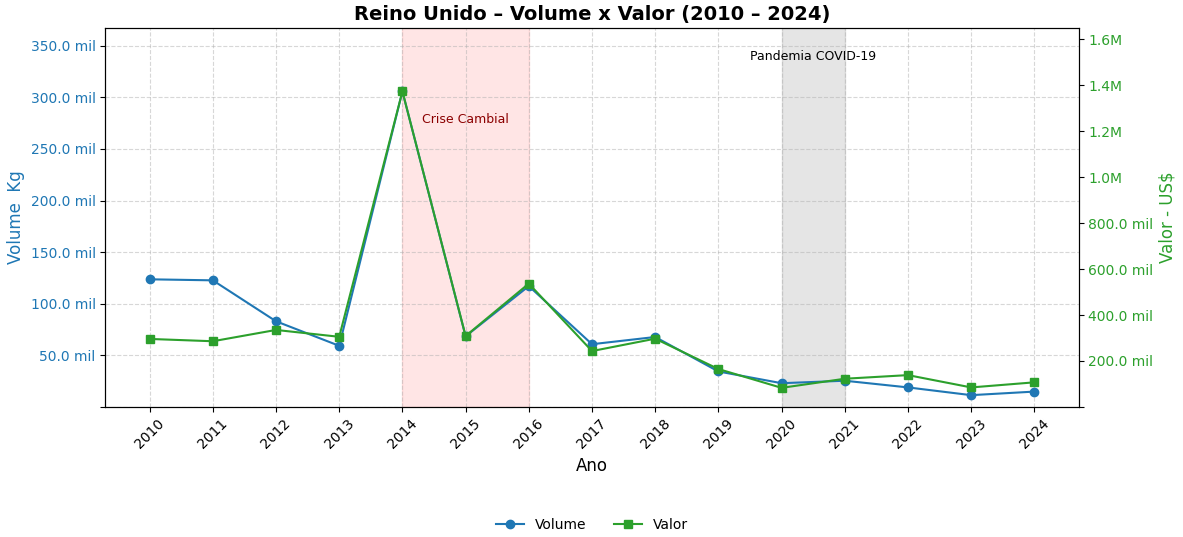 Reino Unido – Volume x Valor (2010 – 2024)
Volume  Kg
350.0 mil
300.0 mil
250.0 mil
200.0 mil
150.0 mil
100.0 mil
50.0 mil
Crise Cambial
Pandemia COVID-19
1.6M
1.4M
1.2M
1.0M
800.0 mil
600.0 mil
400.0 mil
200.0 mil
Valor - US$
2010 2011 2012 2013 2014 2015 2016 2017 2018 2019 2020 2021 2022 2023 2024
Ano
Volume Valor